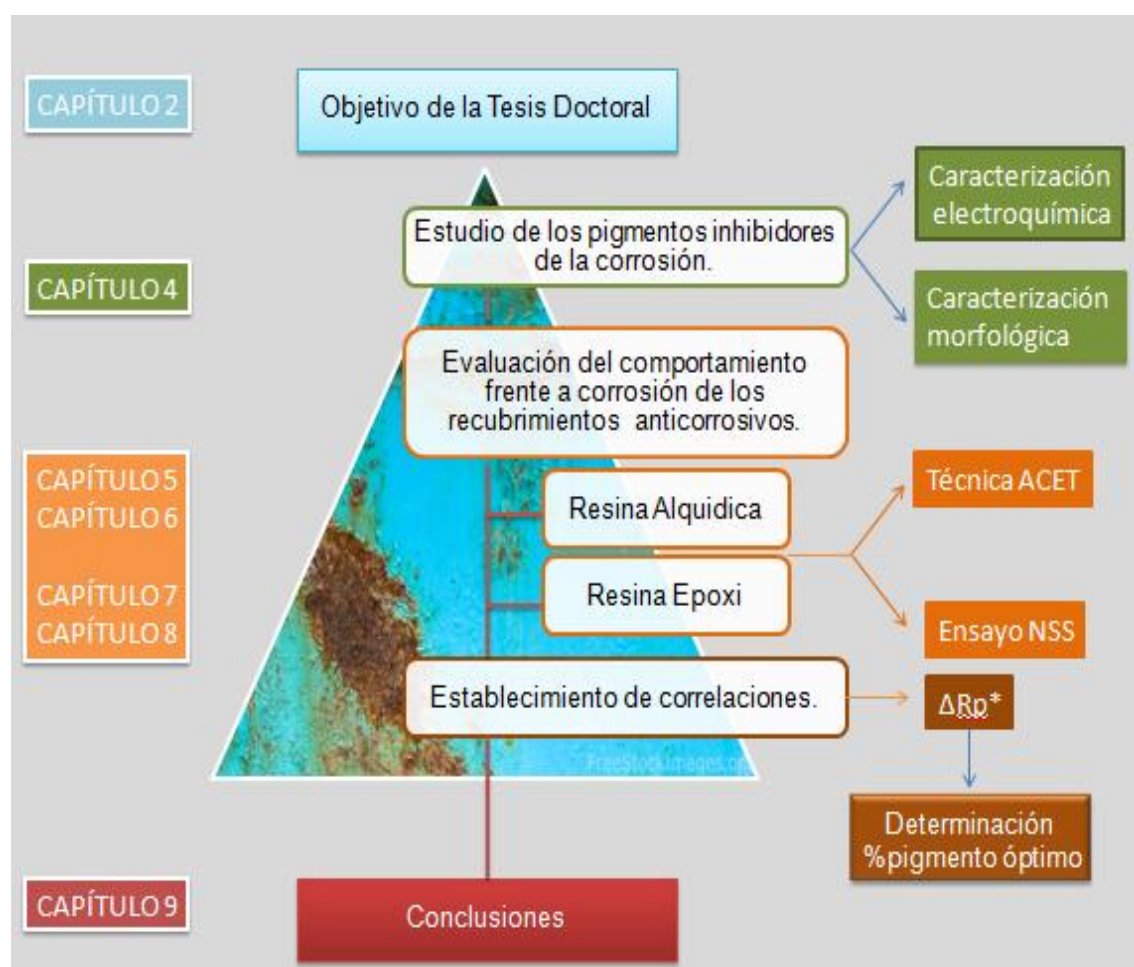 CAPÍTULO 2
Objetivo de la Tesis Doctoral
CAPÍTULO 4
Estudio de los pigmentos inhibidores
de la corrosión.
Caracterización
electroquímica
Caracterización
morfológica
Evaluación del comportamiento
frente a corrosión de los
recubrimientos anticorrosivos.
CAPÍTULO 5
CAPÍTULO 6
CAPÍTULO 7
CAPÍTULO 8
Resina Alquidica
Resina Epoxi
Técnica ACET
Ensayo NSS
Establecimiento de correlaciones.
ΔRp*
FreeStockImages.org
Determinación
%pigmento óptimo
CAPÍTULO 9
Conclusiones